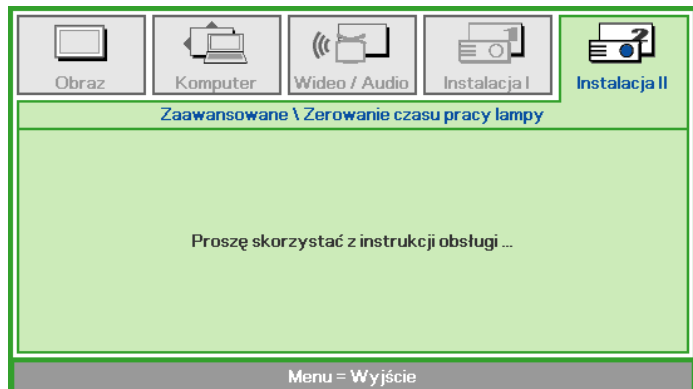 Obraz
Komputer
Wideo / Audio
Instalacja I
Instalacja II
Zaawansowane \ Zerowanie czasu pracy lampy
Proszę skorzystać z instrukcji obsługi ...
Menu = Wyjście